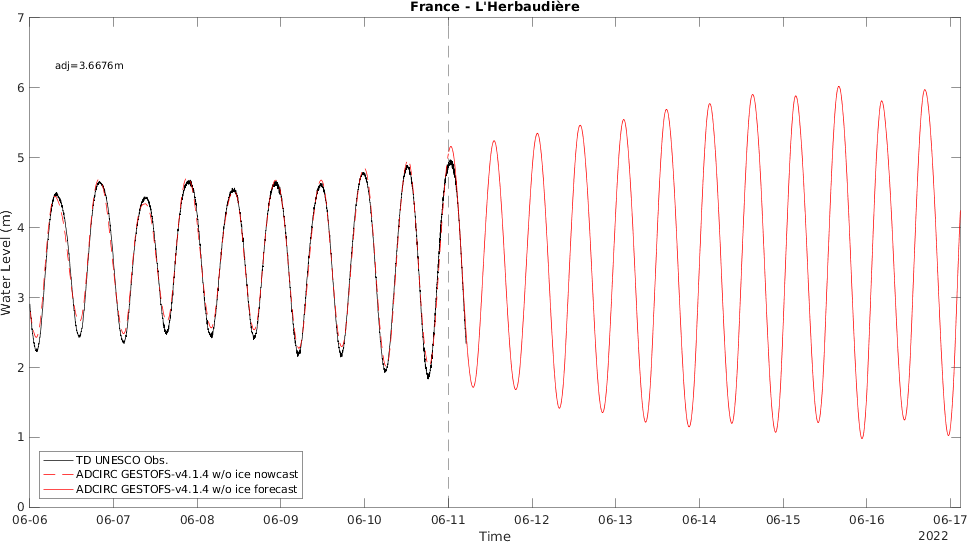 France - L'Herbaudière
7
adj=3.6676m
6
5
4
3
2
1
0
Water Level (m)
TD UNESCO Obs.
ADCIRC GESTOFS-v4.1.4 w/o ice nowcast
ADCIRC GESTOFS-v4.1.4 w/o ice forecast
06-06 06-07 06-08 06-09 06-10 06-11 06-12 06-13 06-14 06-15 06-16 06-17
Time
2022